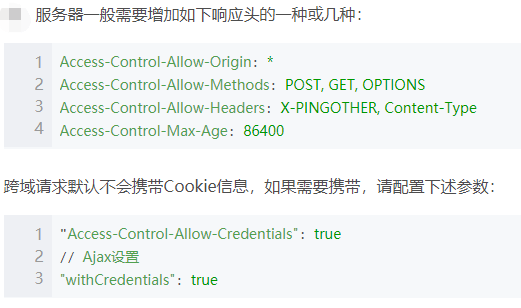 服务器一般需要增加如下响应头的一种或几种：
1 Access-Control-Allow-Origin: *
2 Access-Control-Allow-Methods: POST, GET, OPTIONS
3 Access-Control-Allow-Headers: X-PINGOTHER, Content-Type
4 Access-Control-Max-Age: 86400
跨域请求默认不会携带Cookie信息，如果需要携带，请配置下述参数：
1 "Access-Control-Allow-Credentials": true
2 // Ajax设置
3 "withCredentials": true